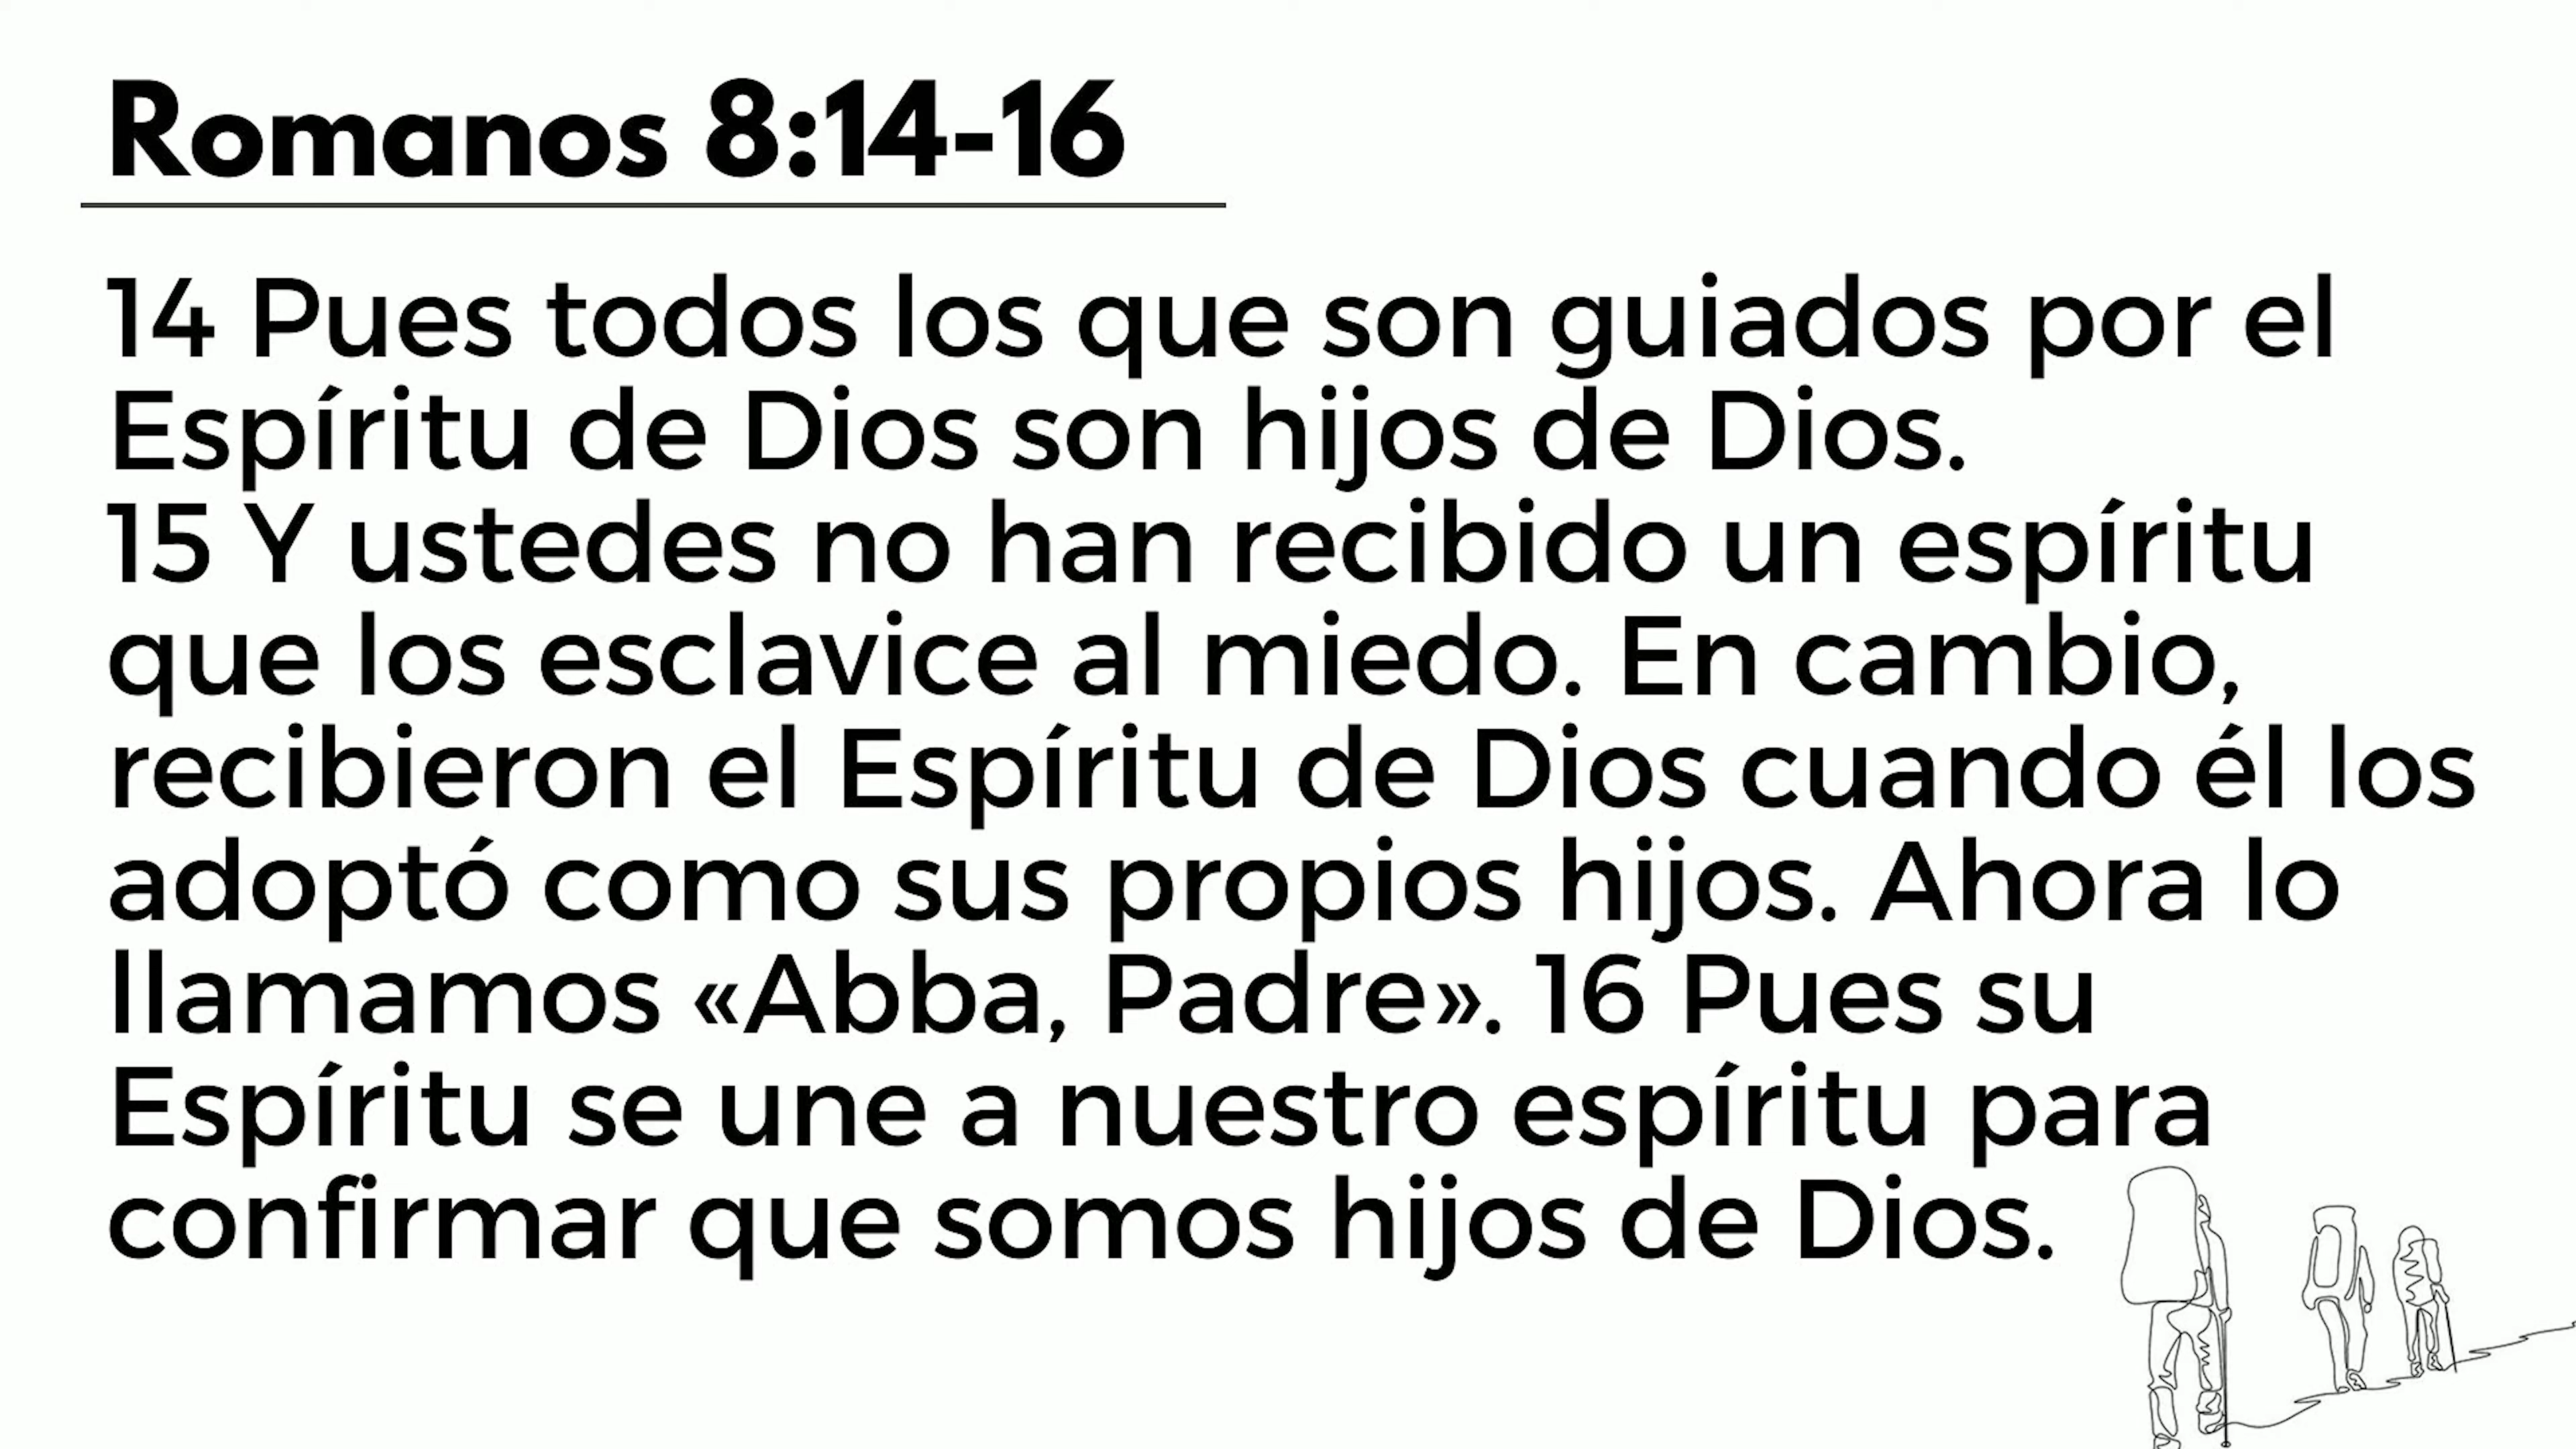 Romanos 8:14-16
14 Pues todos los que son guiados por el
Espíritu de Dios son hijos de Dios.
15 Y ustedes no han recibido un espíritu
que los esclavice al miedo. En cambio,
recibieron el Espíritu de Dios cuando él los
adoptó como sus propios hijos. Ahora lo
llamamos «Abba, Padre». 16 Pues su
Espíritu se une a nuestro espíritu para
confirmar que somos hijos de Dios.